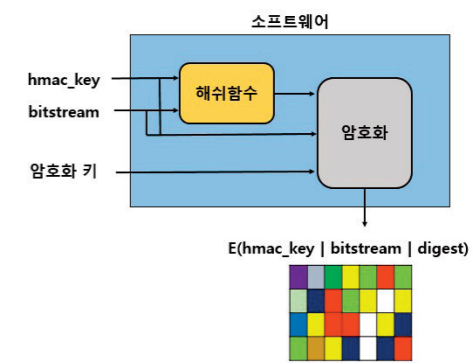 소프트웨어
hmac_key
해쉬함수
bitstream
암호화
암호화 키
E(hmac_key | bitstream | digest)